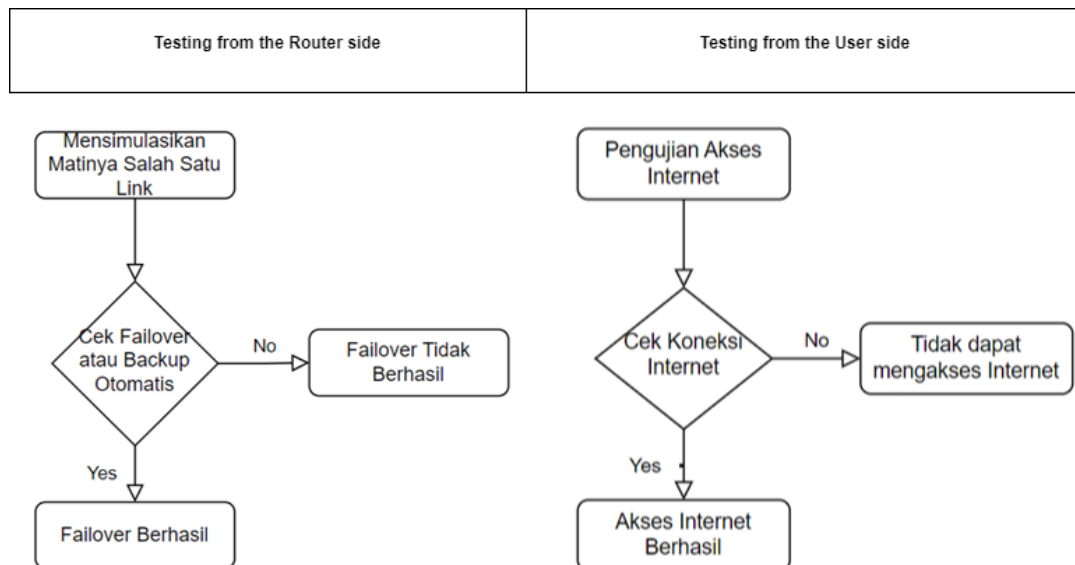 Testing from the Router side
Testing from the User side
Mensimulasikan
Matinya Salah Satu
Link
Cek Failover
atau Backup
Otomatis
No
Failover Tidak
Berhasil
Yes
Failover Berhasil
Pengujian Akses
Internet
Cek Koneksi
Internet
No
Tidak dapat
mengakses Internet
Yes
Akses Internet
Berhasil